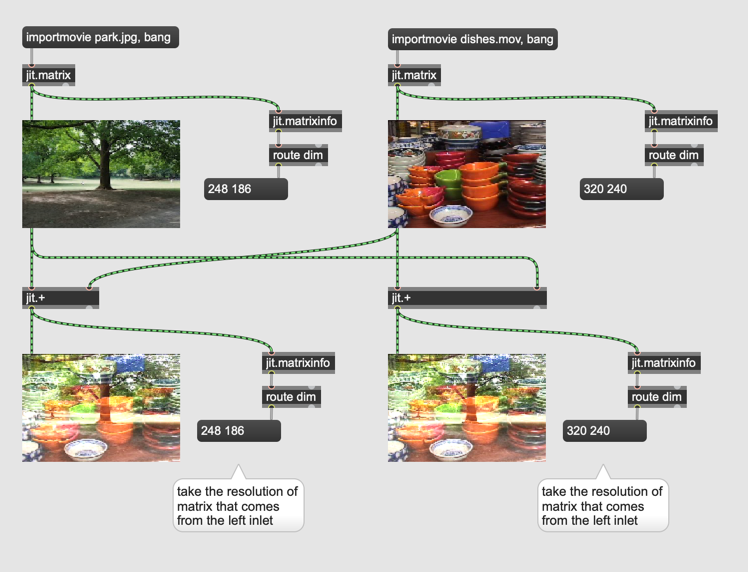 importmovie park.jpg, bang
importmovie dishes.mov, bang
jit.matrix
jit.matrix
jit.matrixinfo
jit.matrixinfo
route dim
route dim
248 186
320 240
jit.+
jit.+
jit.matrixinfo
jit.matrixinfo
route dim
route dim
248 186
320 240
take the resolution of
matrix that comes
from the left inlet
take the resolution of
matrix that comes
from the left inlet